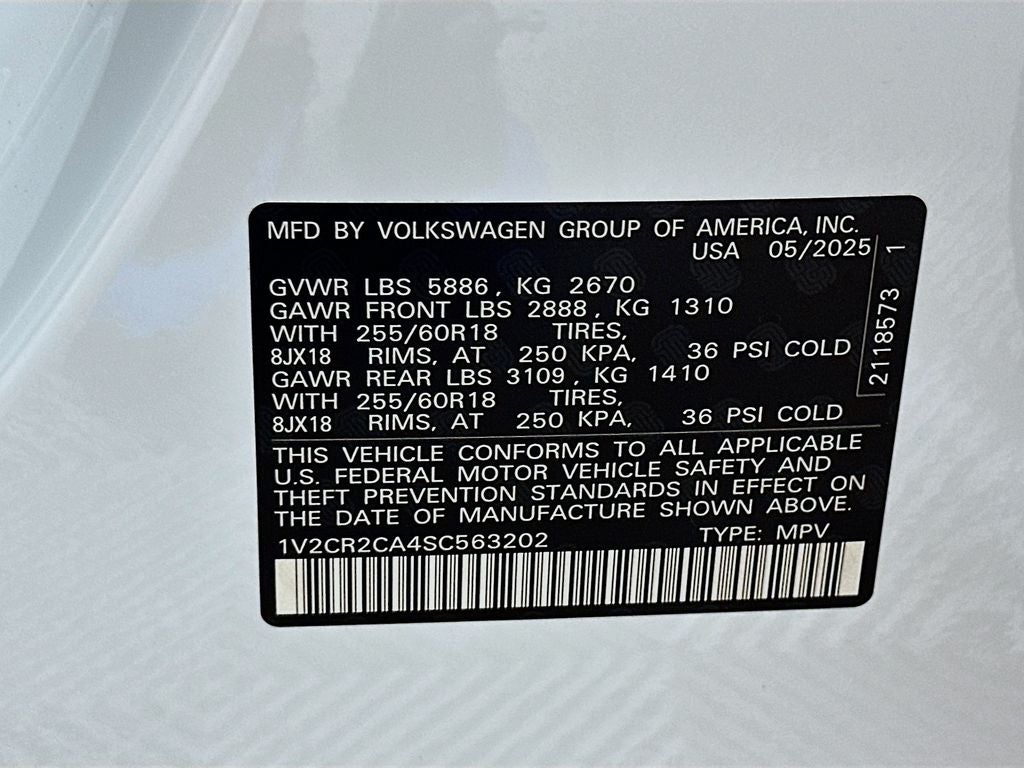 MFD BY VOLKSWAGEN GROUP OF AMERICA, INC.
USA 05/2025
GVWR LBS 5886, KG 2670
GAWR FRONT LBS 2888, KG 1310
WITH 255/60R18 TIRES,
8JX18 RIMS, AT 250 KPA, 36 PSI COLD
GAWR REAR LBS 3109, KG 1410
WITH 255/60R18 TIRES,
8JX18 RIMS, AT 250 KPA, 36 PSI COLD
2118573 1
THIS VEHICLE CONFORMS TO ALL APPLICABLE
U.S. FEDERAL MOTOR VEHICLE SAFETY AND
THEFT PREVENTION STANDARDS IN EFFECT ON
THE DATE OF MANUFACTURE SHOWN ABOVE.
1V2CR2CA4SC563202 TYPE: MPV